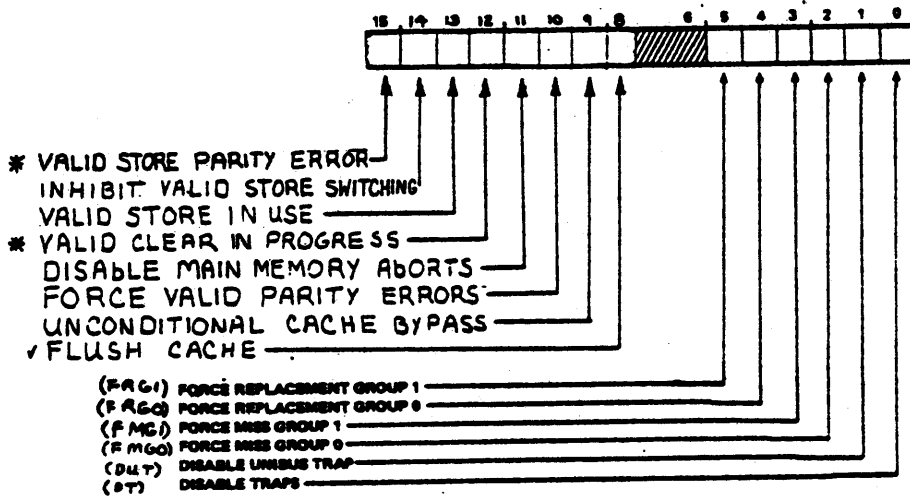 15 14 13 12 11 10 9 8 6 5 4 3 2 1 0
* VALID STORE PARITY ERROR
INHIBIT VALID STORE SWITCHING
VALID STORE IN USE
* VALID CLEAR IN PROGRESS
DISABLE MAIN MEMORY ABORTS
FORCE VALID PARITY ERRORS
UNCONDITIONAL CACHE BYPASS
✓ FLUSH CACHE
(FRG1) FORCE REPLACEMENT GROUP 1
(FRG0) FORCE REPLACEMENT GROUP 0
(FMG1) FORCE MISS GROUP 1
(FMG0) FORCE MISS GROUP 0
(DUT) DISABLE UNIBUS TRAP
(DT) DISABLE TRAPS